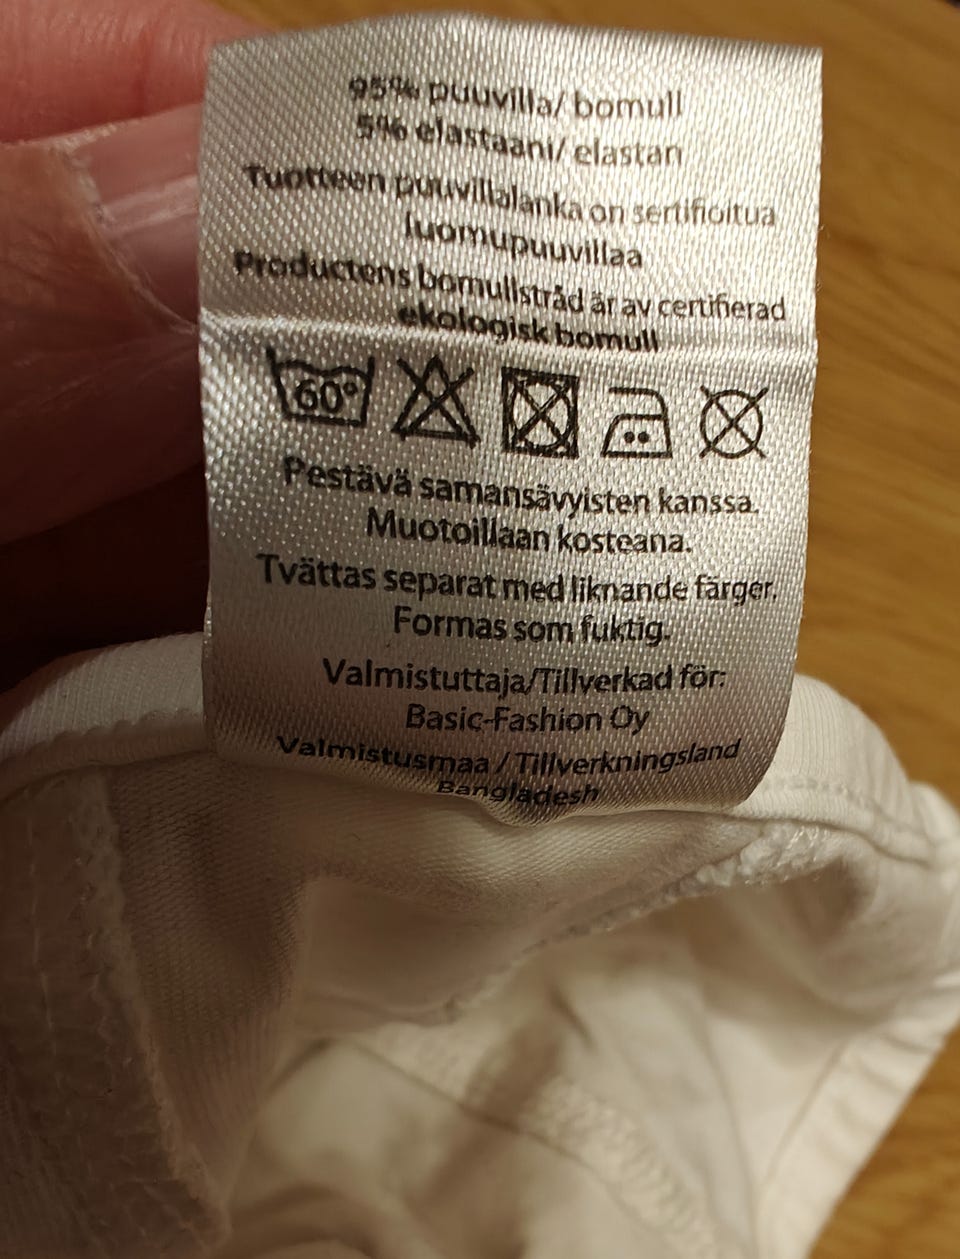 95% puuvilla/ bomull
5% elastaani/ elastan
Tuotteen puuvillalanka on sertifioitua
luomupuuvillaa
Productens bomullstråd är av certifierad
ekologisk bomull
60°
Pestävä samansävyisten kanssa.
Muotoillaan kosteana.
Tvättas separat med liknande färger.
Formas som fuktig.
Valmistuttaja/Tillverkad för:
Basic-Fashion Oy
Valmistusmaa / Tillverkningsland
Bangladesh